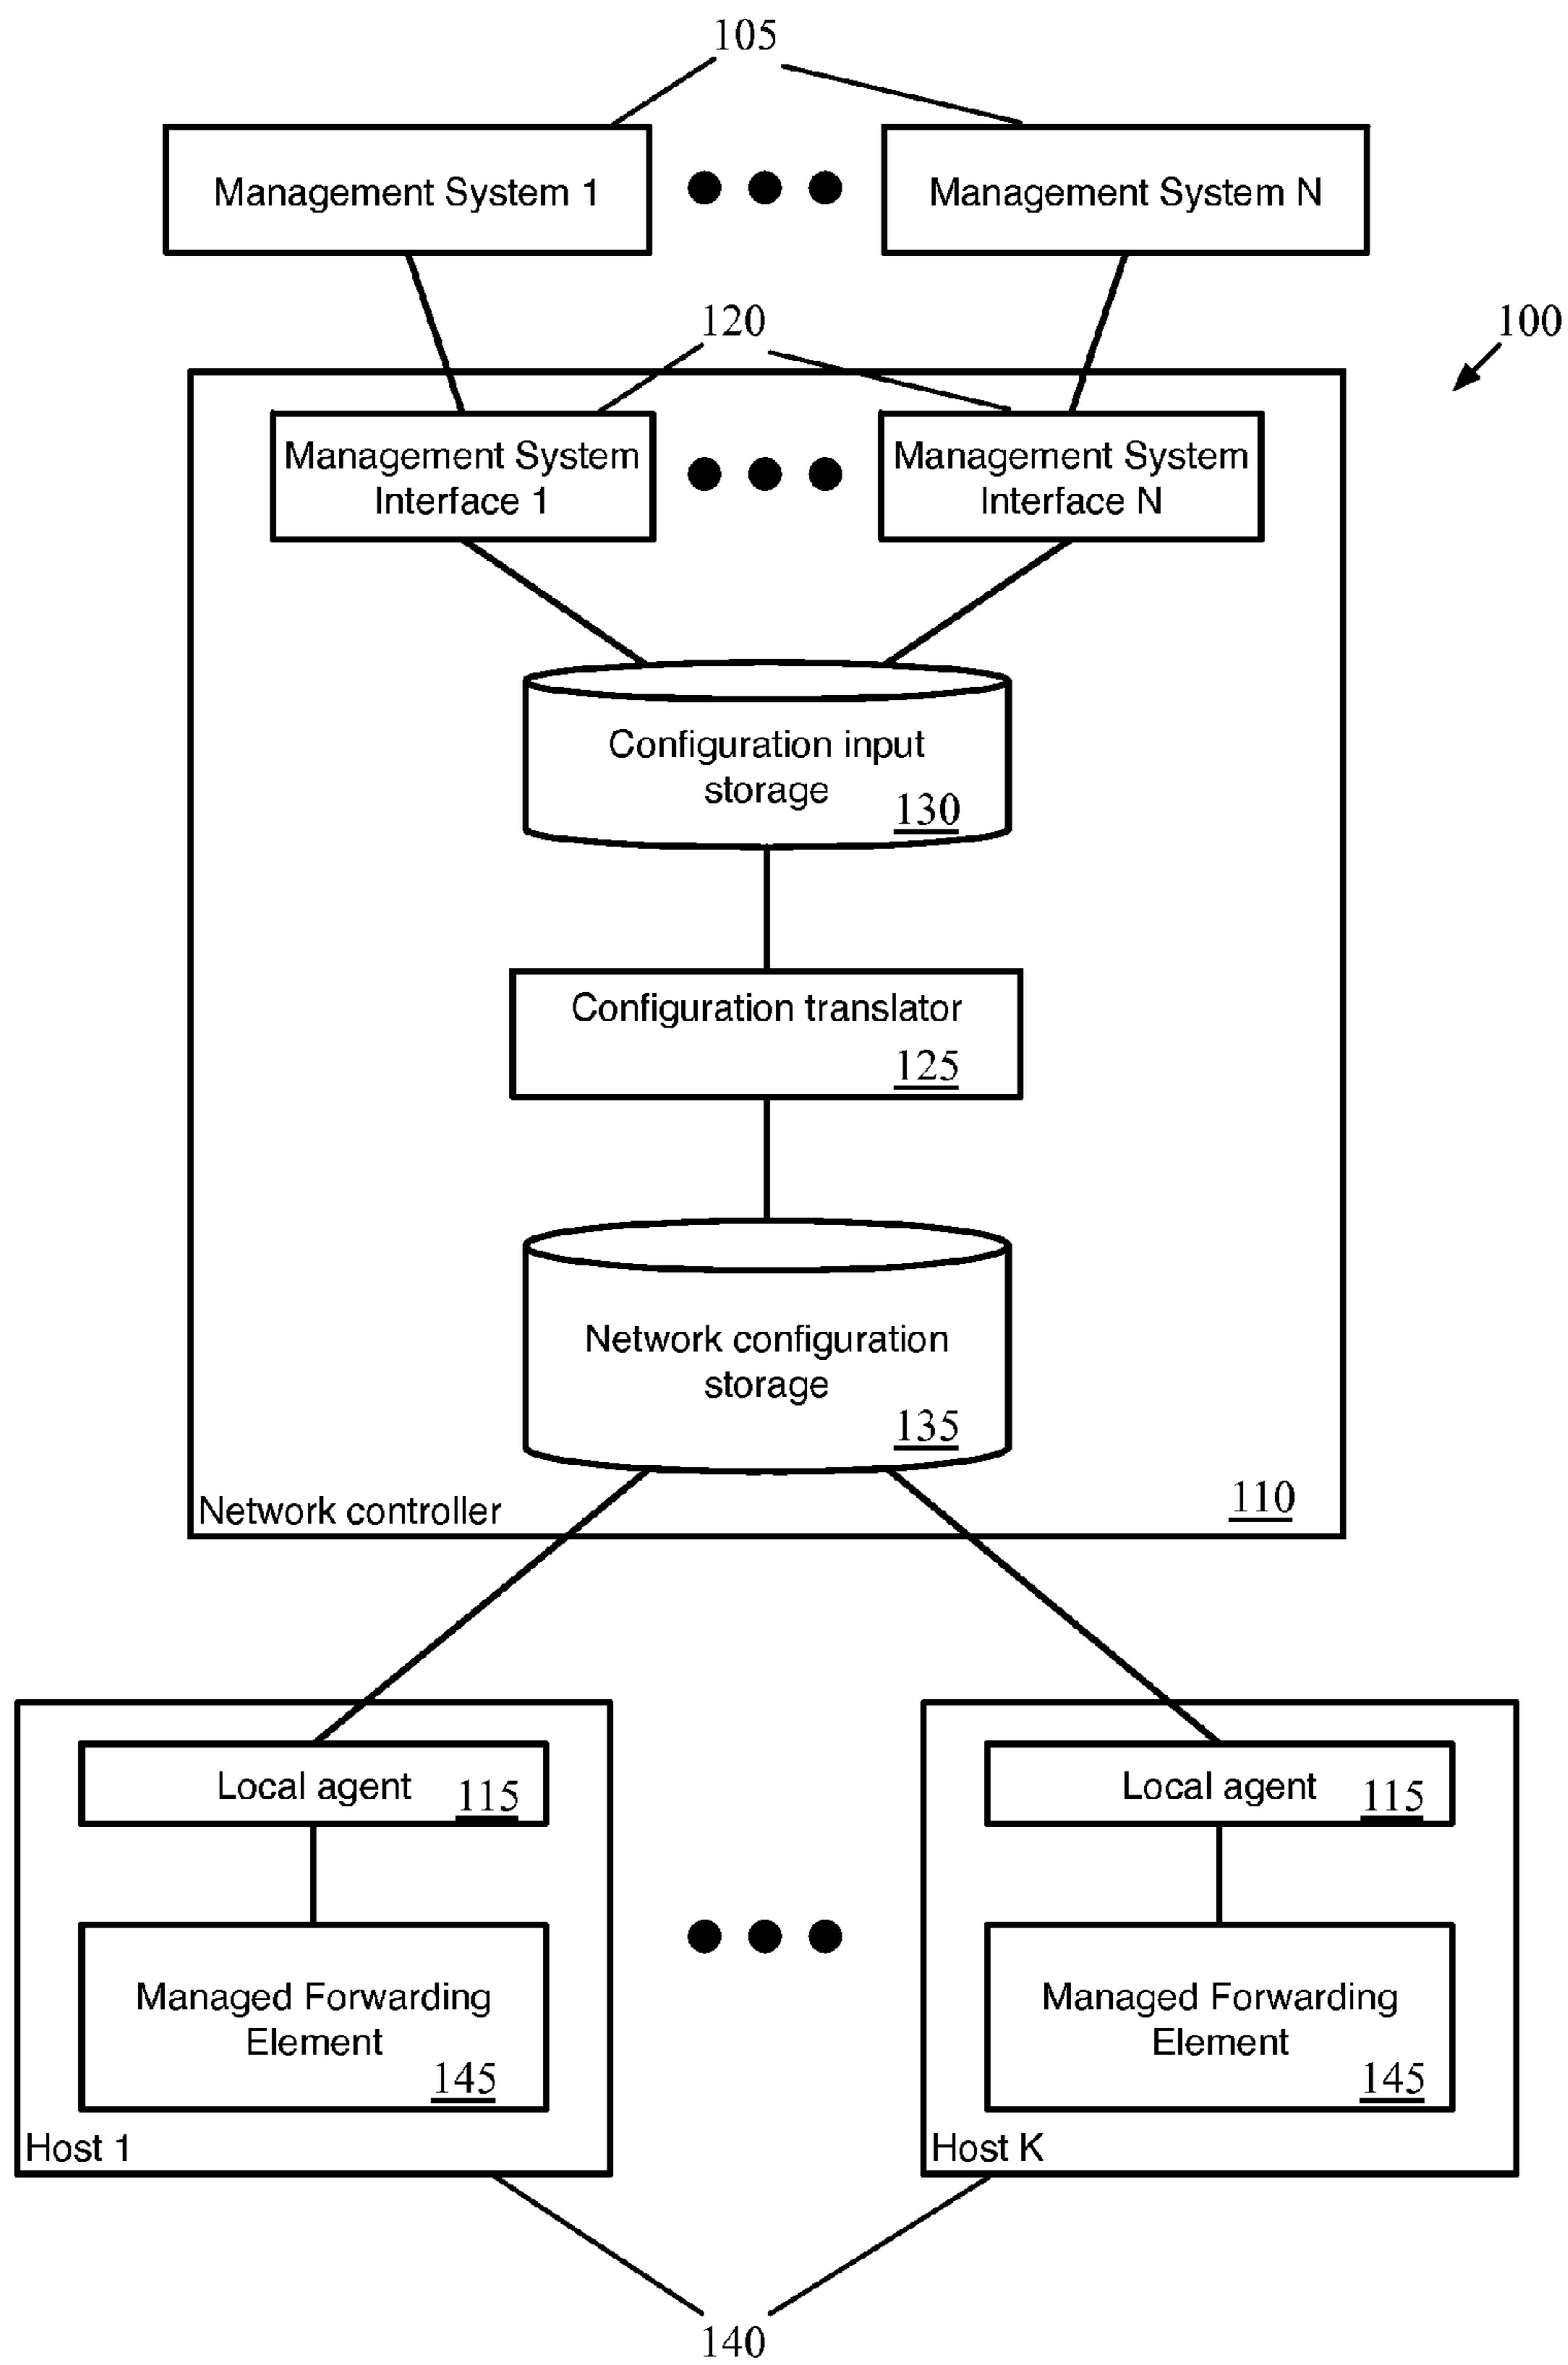 105
Management System 1
Management System N
120
100
Management System
Interface 1
Management System
Interface N
Configuration input
storage
130
Configuration translator
125
Network configuration
storage
135
Network controller
110
Local agent
115
Local agent
115
Managed Forwarding
Element
145
Managed Forwarding
Element
145
Host 1
Host K
140